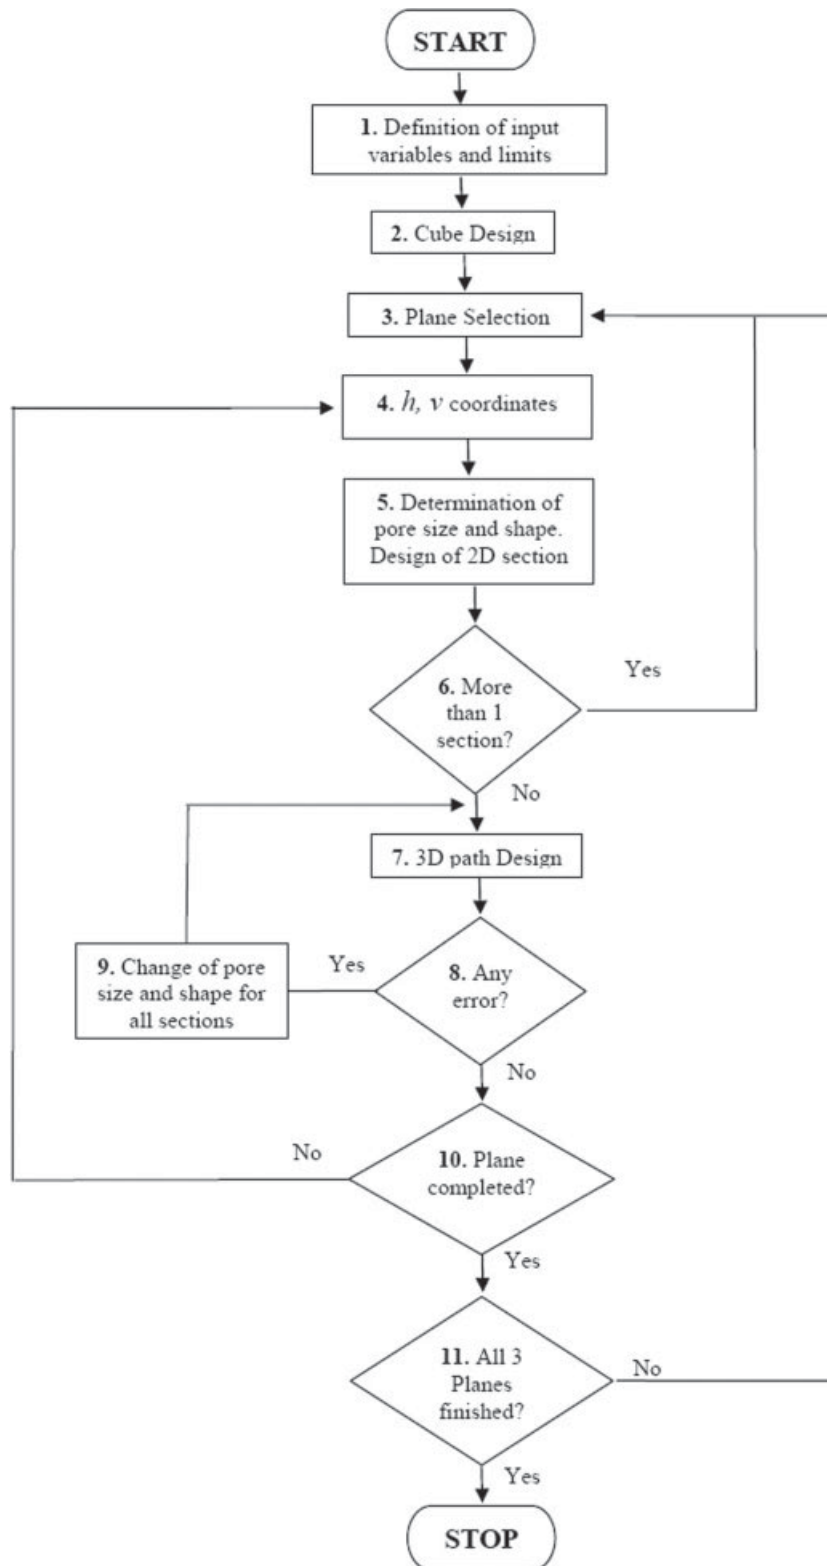 START
1. Definition of input
variables and limits
2. Cube Design
3. Plane Selection
4. h, v coordinates
5. Determination of
pore size and shape.
Design of 2D section
6. More
than 1
section?
Yes
No
7. 3D path Design
8. Any
error?
Yes
9. Change of pore
size and shape for
all sections
No
10. Plane
completed?
No
Yes
11. All 3
Planes
finished?
No
Yes
STOP